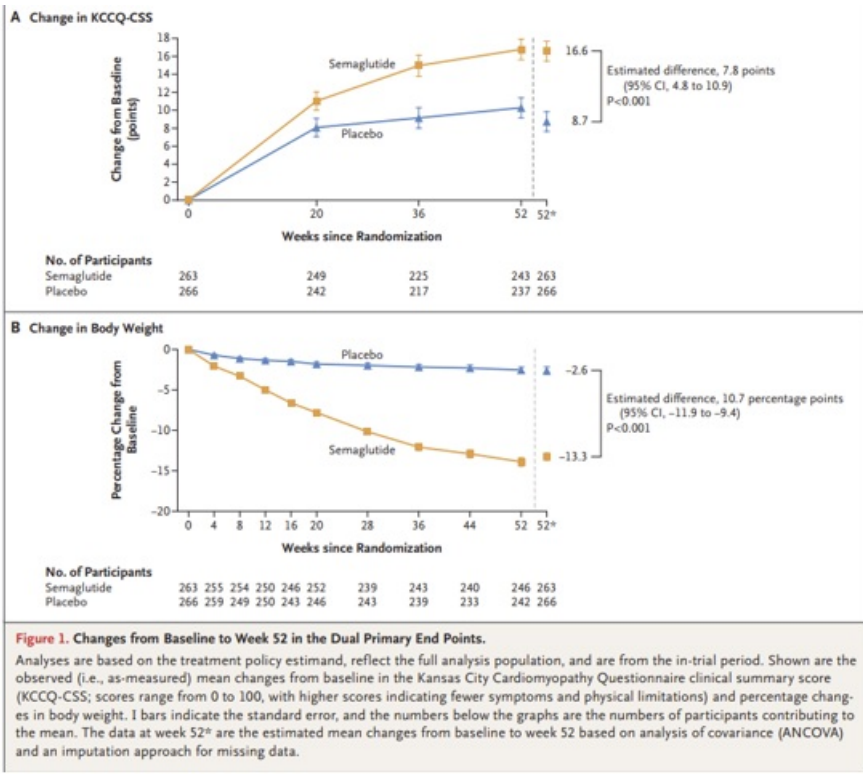 A Change in KCCQ-CSS
Change from Baseline
(points)
18
16
14
12
10
8
6
4
2
0
Semaglutide
Placebo
16.6
8.7
Estimated difference, 7.8 points
(95% CI, 4.8 to 10.9)
P<0.001
0 20 36 52 52*
Weeks since Randomization
No. of Participants
Semaglutide 263 249 225 243 263
Placebo 266 242 217 237 266
B Change in Body Weight
Percentage Change from
Baseline
0
−5
−10
−15
−20
Placebo
Semaglutide
−2.6
−13.3
Estimated difference, 10.7 percentage points
(95% CI, −11.9 to −9.4)
P<0.001
0 4 8 12 16 20 28 36 44 52 52*
Weeks since Randomization
No. of Participants
Semaglutide 263 255 254 250 246 252 239 243 240 246 263
Placebo 266 259 249 250 243 246 243 239 233 242 266
Figure 1. Changes from Baseline to Week 52 in the Dual Primary End Points.
Analyses are based on the treatment policy estimand, reflect the full analysis population, and are from the in-trial period. Shown are the
observed (i.e., as-measured) mean changes from baseline in the Kansas City Cardiomyopathy Questionnaire clinical summary score
(KCCQ-CSS; scores range from 0 to 100, with higher scores indicating fewer symptoms and physical limitations) and percentage chang-
es in body weight. I bars indicate the standard error, and the numbers below the graphs are the numbers of participants contributing to
the mean. The data at week 52* are the estimated mean changes from baseline to week 52 based on analysis of covariance (ANCOVA)
and an imputation approach for missing data.